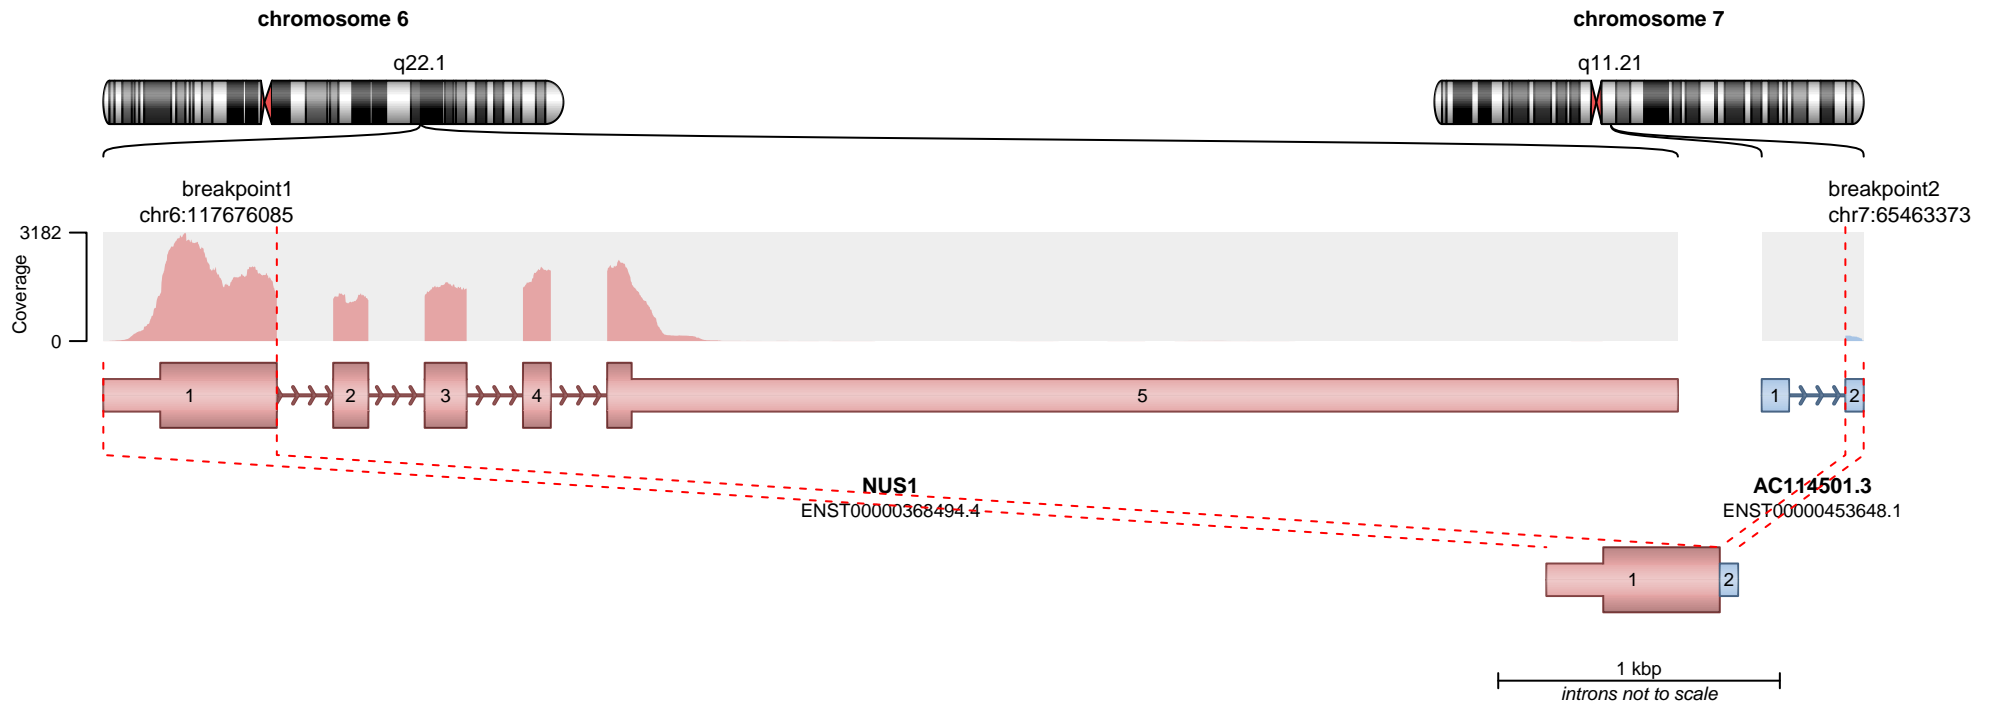 chromosome 6
chromosome 7
q22.1
q11.21
breakpoint1
chr6:117676085
breakpoint2
chr7:65463373
3182
Coverage
0
1
2
3
4
5
1
2
NUS1
ENST00000368494.4
AC114501.3
ENST00000453648.1
1
2
1 kbp
introns not to scale